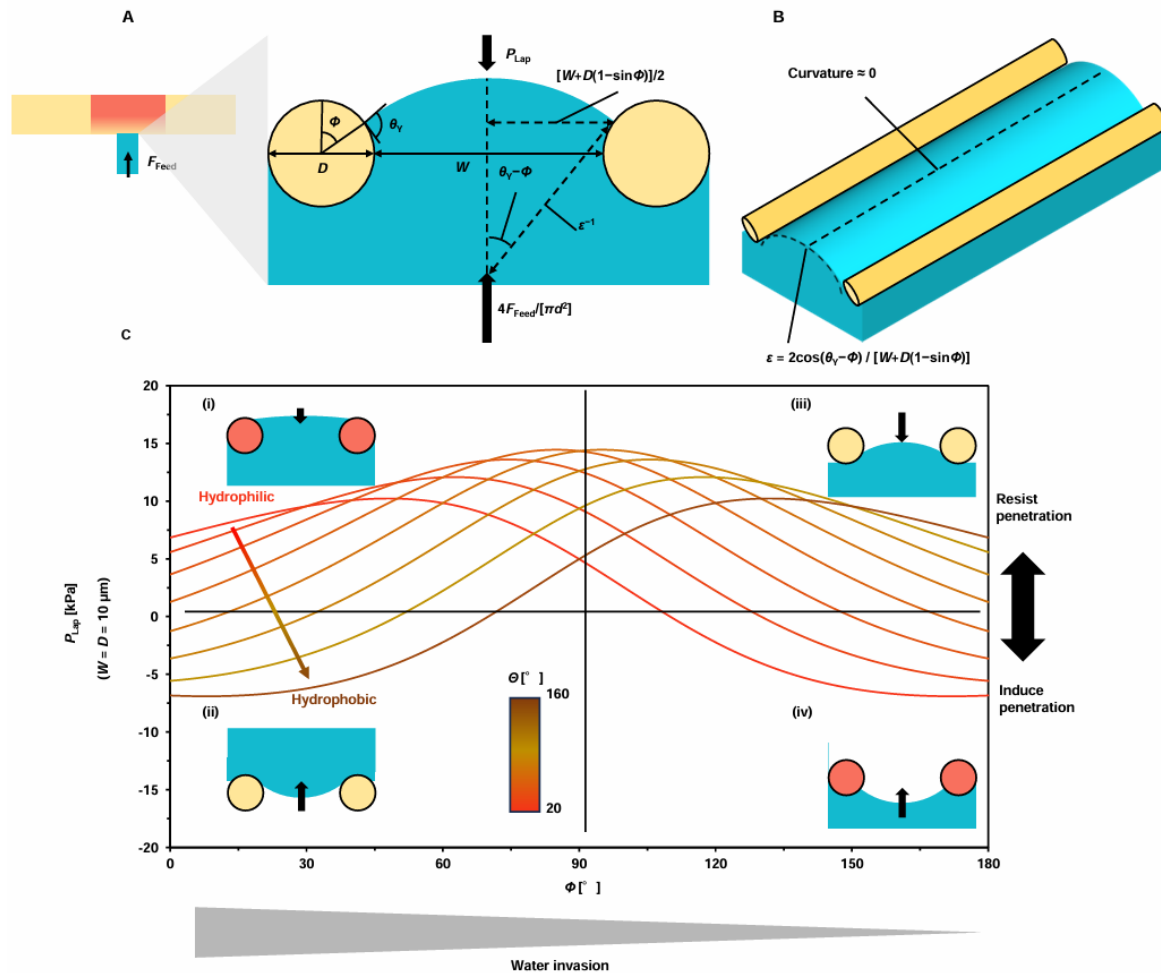 A
P_Lap
[W+D(1−sinΦ)]/2
Φ
θ_Y
F_Feed
D
W
θ_Y−Φ
ε⁻¹
4F_Feed/[πd²]
B
Curvature ≈ 0
ε = 2cos(θ_Y−Φ) / [W+D(1−sinΦ)]
C
20
15
10
5
0
-5
-10
-15
-20
P_Lap [kPa]
(W = D = 10 μm)
(i)
Hydrophilic
Hydrophobic
(ii)
Θ [°]
160
20
(iii)
(iv)
Resist
penetration
Induce
penetration
0
30
60
90
120
150
180
Φ [°]
Water invasion